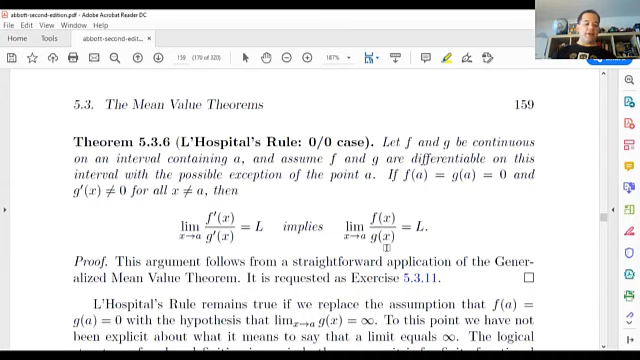 abbott-second-edition.pdf - Adobe Acrobat Reader DC
File Edit View Window Help
Home Tools abbott-second-edit... ×
159 (170 of 320) 187%
5.3. The Mean Value Theorems 159
Theorem 5.3.6 (L'Hospital's Rule: 0/0 case). Let f and g be continuous
on an interval containing a, and assume f and g are differentiable on this
interval with the possible exception of the point a. If f(a) = g(a) = 0 and
g′(x) ≠ 0 for all x ≠ a, then
lim x→a f′(x)/g′(x) = L implies lim x→a f(x)/g(x) = L.
Proof. This argument follows from a straightforward application of the Gener-
alized Mean Value Theorem. It is requested as Exercise 5.3.11. □
L'Hospital's Rule remains true if we replace the assumption that f(a) =
g(a) = 0 with the hypothesis that lim x→a g(x) = ∞. To this point we have not
been explicit about what it means to say that a limit equals ∞. The logical